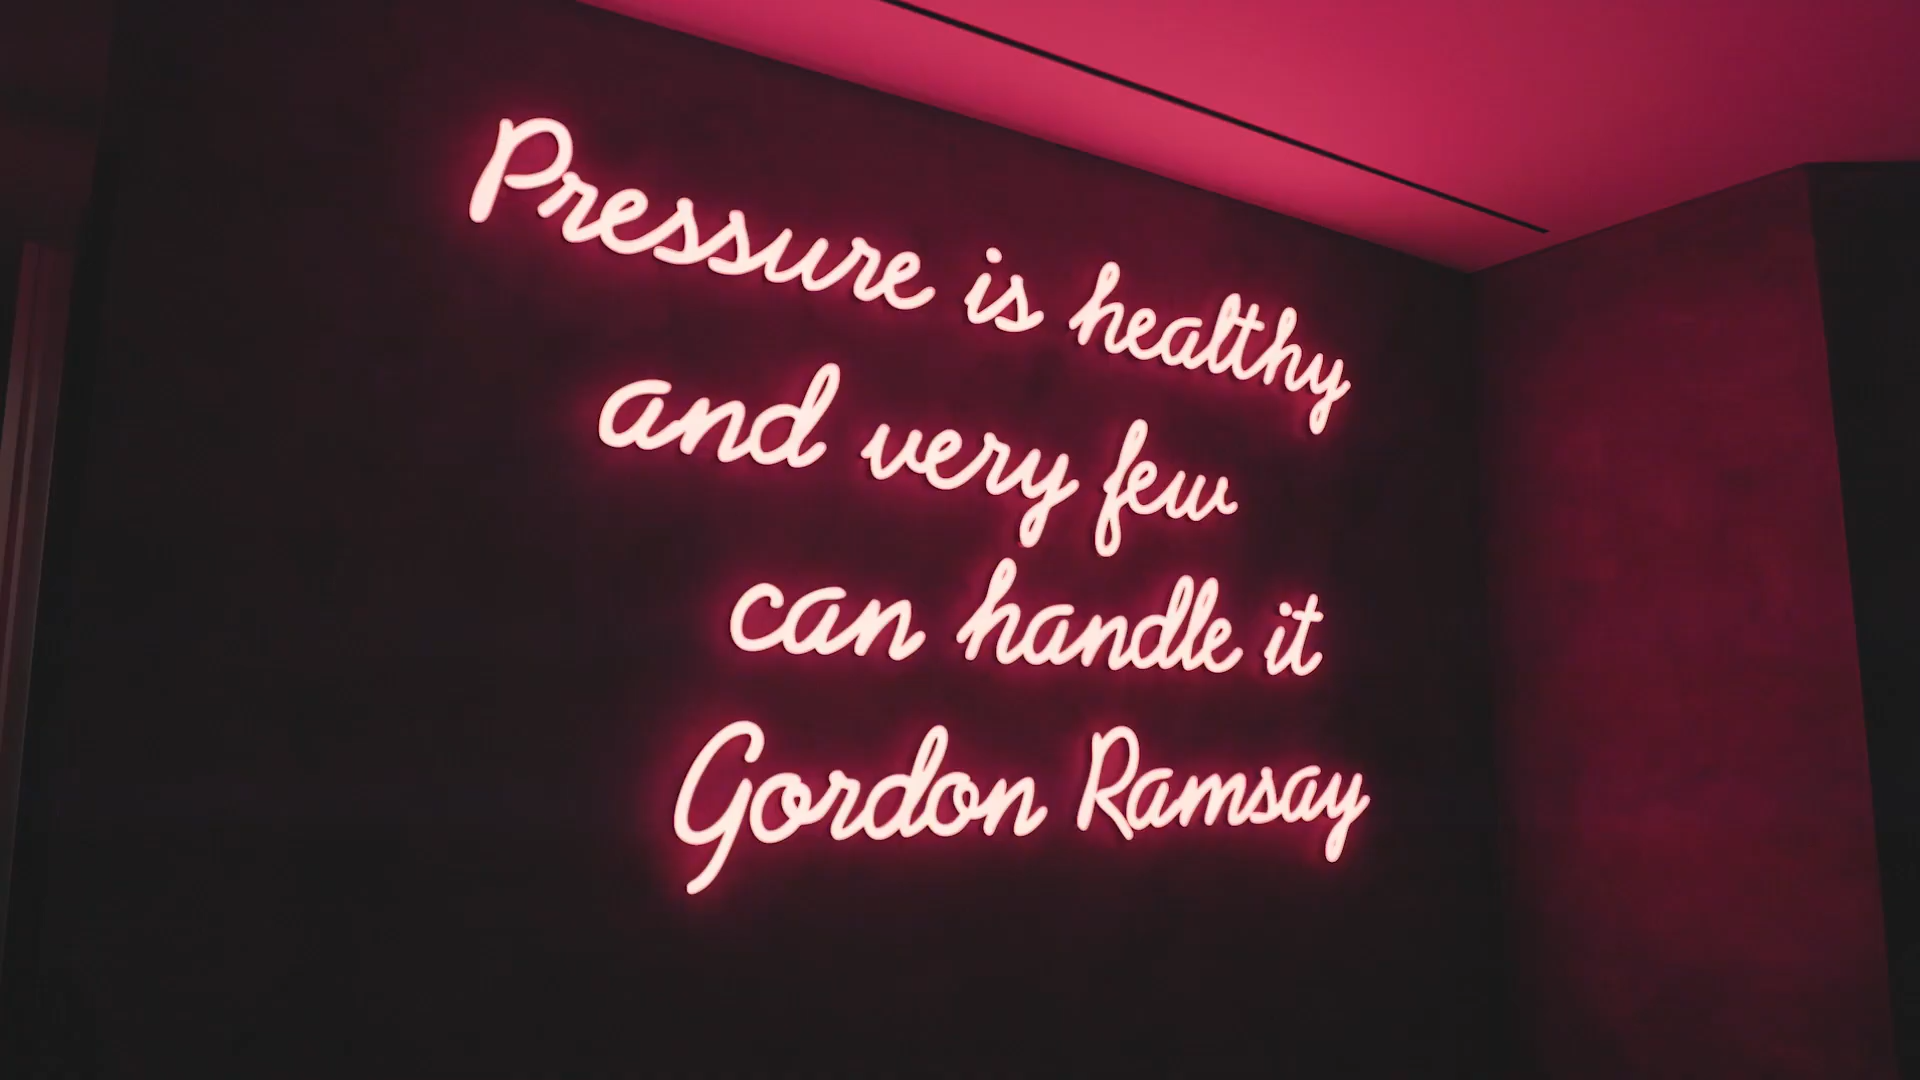 Pressure is healthy
and very few
can handle it
Gordon Ramsay